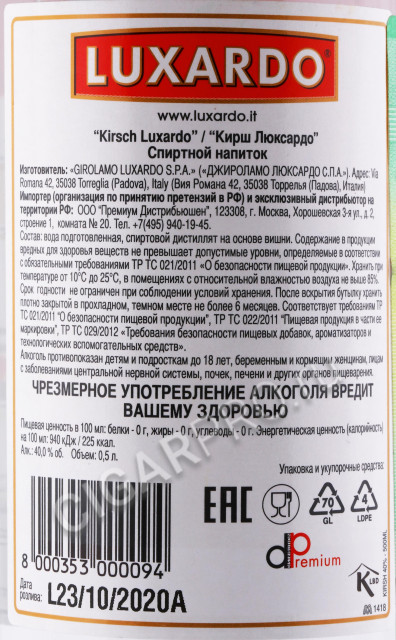 LUXARDO®
www.luxardo.it
“Kirsch Luxardo” / “Кирш Люксардо”
Спиртной напиток
Изготовитель: «GIROLAMO LUXARDO S.P.A.» («ДЖИРОЛАМО ЛЮКСАРДО С.П.А.»). Адрес: Via
Romana 42, 35038 Torreglia (Padova), Italy (Виа Романа 42, 35038 Торрелья (Падова), Италия)
Импортер (организация по принятию претензий в РФ) и эксклюзивный дистрибьютор на
территории РФ: ООО "Премиум Дистрибьюшен", 123308, г. Москва, Хорошевская 3-я ул., д. 2,
строение 1, комната № 20. Тел. +7(495) 940-19-45.
Состав: вода подготовленная, спиртовой дистиллят на основе вишни. Содержание в продукции
вредных для здоровья веществ не превышает допустимые уровни, определяемые в соответствии
с обязательными требованиями ТР ТС 021/2011 "О безопасности пищевой продукции". Хранить при
температуре от 10°С до 25°С, в помещениях с относительной влажностью воздуха не выше 85%.
Срок годности не ограничен при соблюдении условий хранения. После вскрытия бутылку хранить
плотно закрытой в прохладном, темном месте не более 6 месяцев. Соответствует требованиям ТР
ТС 021/2011 "О безопасности пищевой продукции", ТР ТС 022/2011 "Пищевая продукция в части ее
маркировки", ТР ТС 029/2012 «Требования безопасности пищевых добавок, ароматизаторов и
технологических вспомогательных средств».
Алкоголь противопоказан детям и подросткам до 18 лет, беременным и кормящим женщинам, лицам
с заболеваниями центральной нервной системы, почек, печени и других органов пищеварения.
ЧРЕЗМЕРНОЕ УПОТРЕБЛЕНИЕ АЛКОГОЛЯ ВРЕДИТ
ВАШЕМУ ЗДОРОВЬЮ
Пищевая ценность в 100 мл: белки - 0 г, жиры - 0 г, углеводы - 0 г. Энергетическая ценность (калорийность)
на 100 мл: 940 кДж / 225 ккал.
Алк.: 40,0 % об. Объем: 0,5 л.
Упаковка и укупорочные средства:
EAC
70
GL
4
LDPE
8 000353 000094
dp
Premium
K LBD
Дата
розлива:
L23/10/2020A
1418
KIRSH 40% - 500ML
CIGARPRO.RU